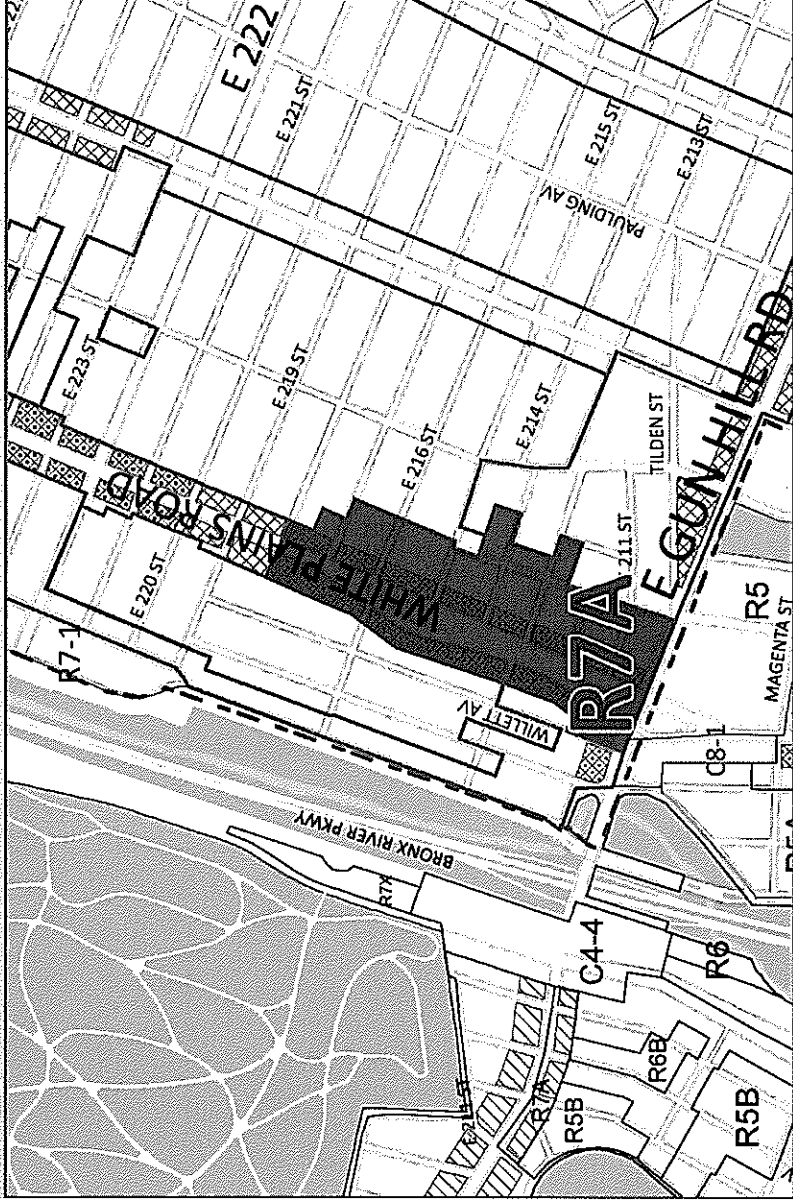 E 222
E 221 ST
E 215 ST
E 213 ST
PAULDING AV
E 223 ST
E 219 ST
E 216 ST
E 214 ST
TILDEN ST
211 ST
E GUN HILL RD
WHITE PLAINS ROAD
E 220 ST
R7-1
R7A
WILLETT AV
R5
MAGENTA ST
C8-1
BRONX RIVER PKWY
R7X
C4-4
R6
R7A
R6B
R5B
R5B